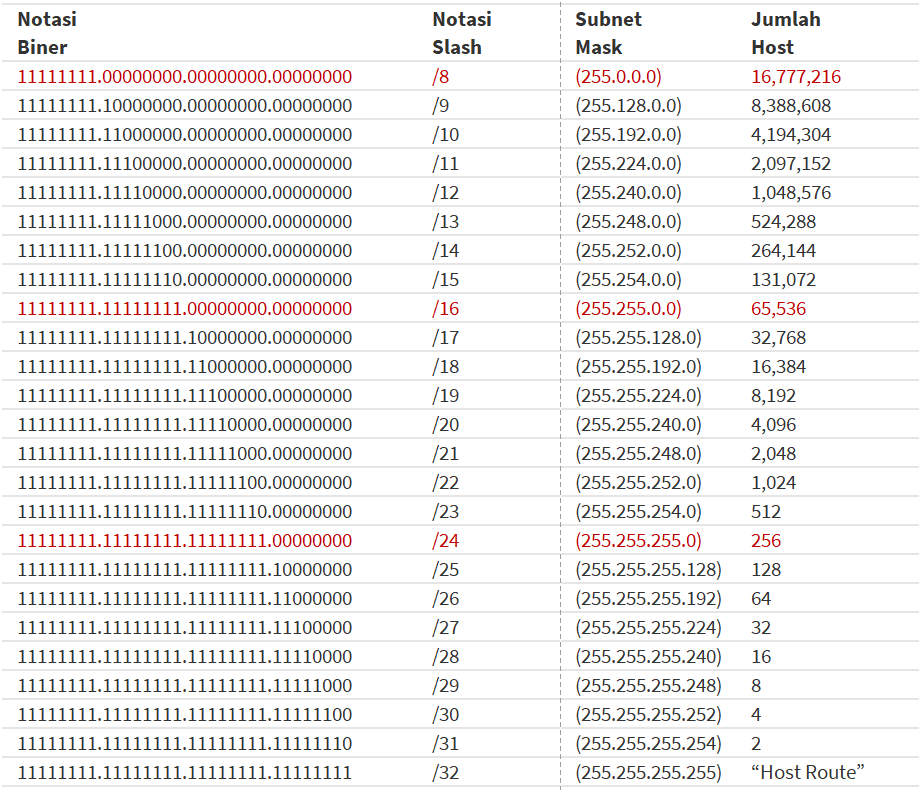 Notasi Biner Notasi Slash Subnet Mask Jumlah Host
11111111.00000000.00000000.00000000 /8 (255.0.0.0) 16,777,216
11111111.10000000.00000000.00000000 /9 (255.128.0.0) 8,388,608
11111111.11000000.00000000.00000000 /10 (255.192.0.0) 4,194,304
11111111.11100000.00000000.00000000 /11 (255.224.0.0) 2,097,152
11111111.11110000.00000000.00000000 /12 (255.240.0.0) 1,048,576
11111111.11111000.00000000.00000000 /13 (255.248.0.0) 524,288
11111111.11111100.00000000.00000000 /14 (255.252.0.0) 264,144
11111111.11111110.00000000.00000000 /15 (255.254.0.0) 131,072
11111111.11111111.00000000.00000000 /16 (255.255.0.0) 65,536
11111111.11111111.10000000.00000000 /17 (255.255.128.0) 32,768
11111111.11111111.11000000.00000000 /18 (255.255.192.0) 16,384
11111111.11111111.11100000.00000000 /19 (255.255.224.0) 8,192
11111111.11111111.11110000.00000000 /20 (255.255.240.0) 4,096
11111111.11111111.11111000.00000000 /21 (255.255.248.0) 2,048
11111111.11111111.11111100.00000000 /22 (255.255.252.0) 1,024
11111111.11111111.11111110.00000000 /23 (255.255.254.0) 512
11111111.11111111.11111111.00000000 /24 (255.255.255.0) 256
11111111.11111111.11111111.10000000 /25 (255.255.255.128) 128
11111111.11111111.11111111.11000000 /26 (255.255.255.192) 64
11111111.11111111.11111111.11100000 /27 (255.255.255.224) 32
11111111.11111111.11111111.11110000 /28 (255.255.255.240) 16
11111111.11111111.11111111.11111000 /29 (255.255.255.248) 8
11111111.11111111.11111111.11111100 /30 (255.255.255.252) 4
11111111.11111111.11111111.11111110 /31 (255.255.255.254) 2
11111111.11111111.11111111.11111111 /32 (255.255.255.255) “Host Route”